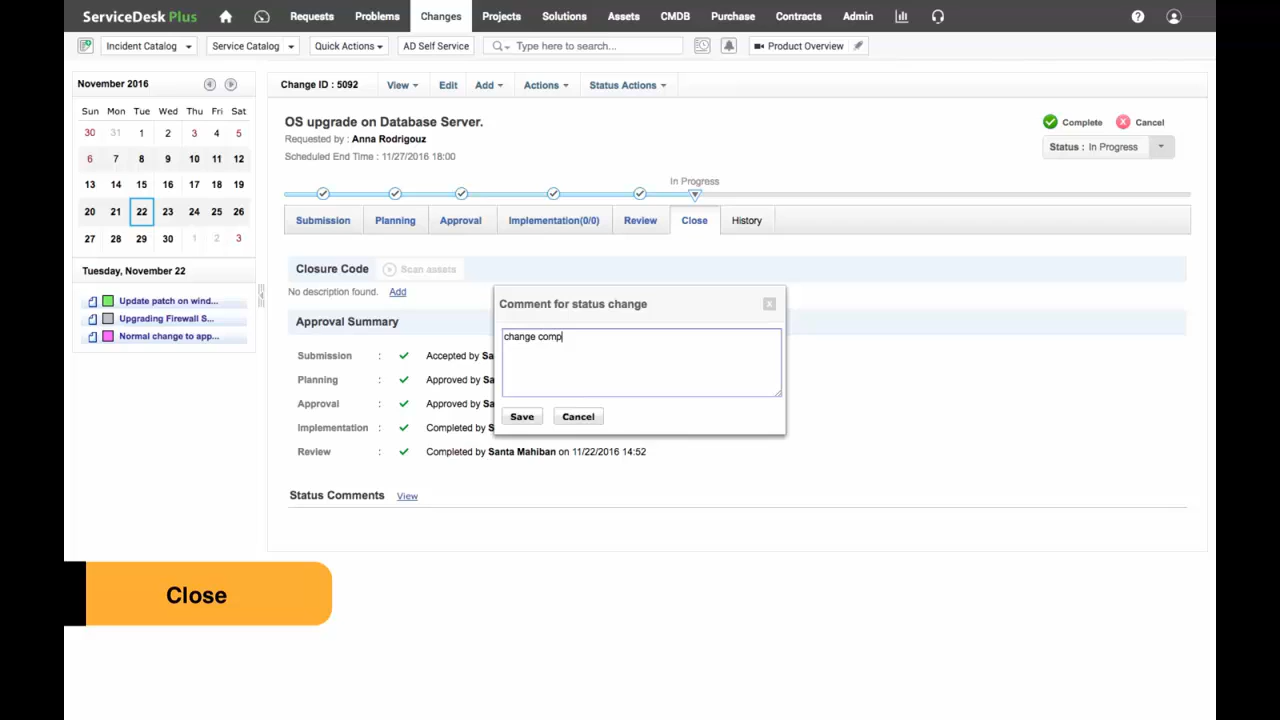 ServiceDesk Plus Requests Problems Changes Projects Solutions Assets CMDB Purchase Contracts Admin
Incident Catalog Service Catalog Quick Actions AD Self Service Type here to search... Product Overview
November 2016
Sun Mon Tue Wed Thu Fri Sat
30 31 1 2 3 4 5
6 7 8 9 10 11 12
13 14 15 16 17 18 19
20 21 22 23 24 25 26
27 28 29 30 1 2 3
Tuesday, November 22
Update patch on wind...
Upgrading Firewall S...
Normal change to app...
Change ID : 5092 View Edit Add Actions Status Actions
OS upgrade on Database Server.
Requested by : Anna Rodrigouz
Scheduled End Time : 11/27/2016 18:00
Complete Cancel
Status : In Progress
In Progress
Submission Planning Approval Implementation(0/0) Review Close History
Closure Code Scan assets
No description found. Add
Approval Summary
Submission : Accepted by Sa
Planning : Approved by Sa
Approval : Approved by Sa
Implementation : Completed by S
Review : Completed by Santa Mahiban on 11/22/2016 14:52
Comment for status change x
change comp
Save Cancel
Status Comments View
Close